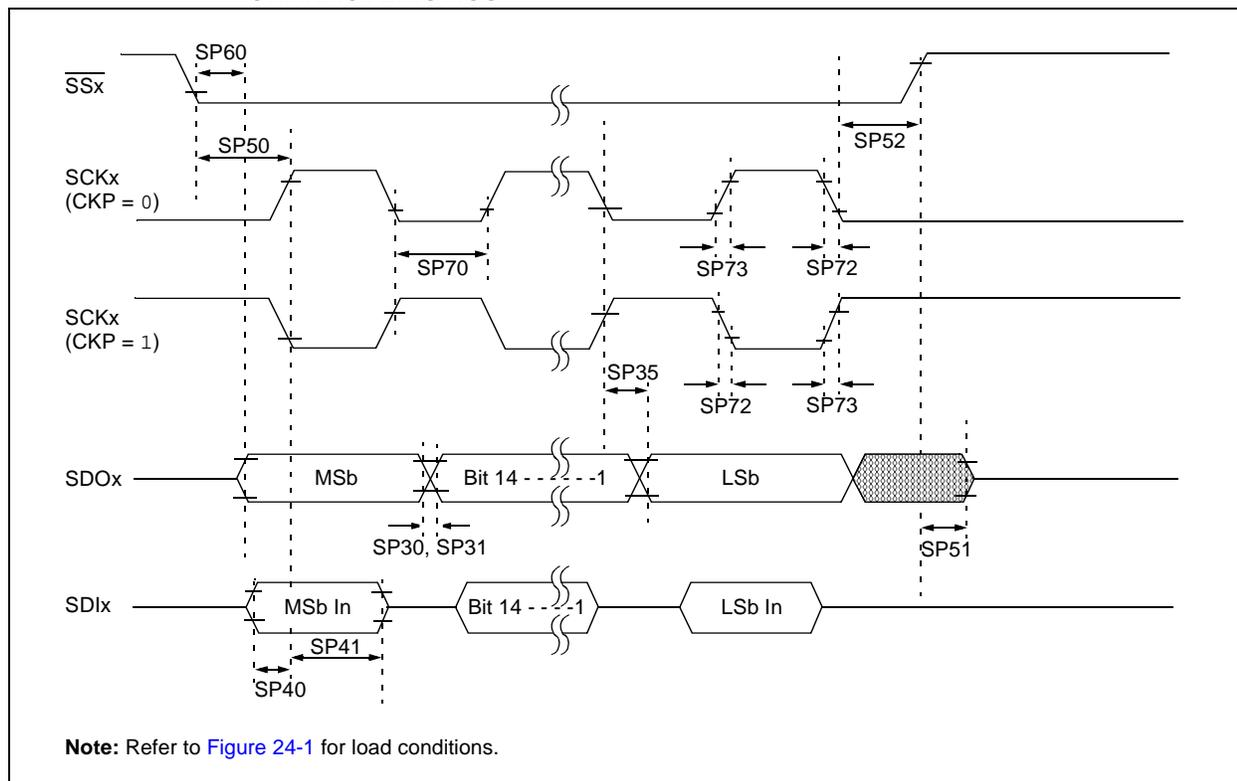 SP60
SSx
SP50
SP52
SCKx
(CKP = 0)
SP70
SP73
SP72
SCKx
(CKP = 1)
SP35
SP72
SP73
SDOx
MSb
Bit 14 - - - - - -1
LSb
SP30, SP31
SP51
SDIx
MSb In
Bit 14 - - - - -1
LSb In
SP41
SP40
Note: Refer to Figure 24-1 for load conditions.